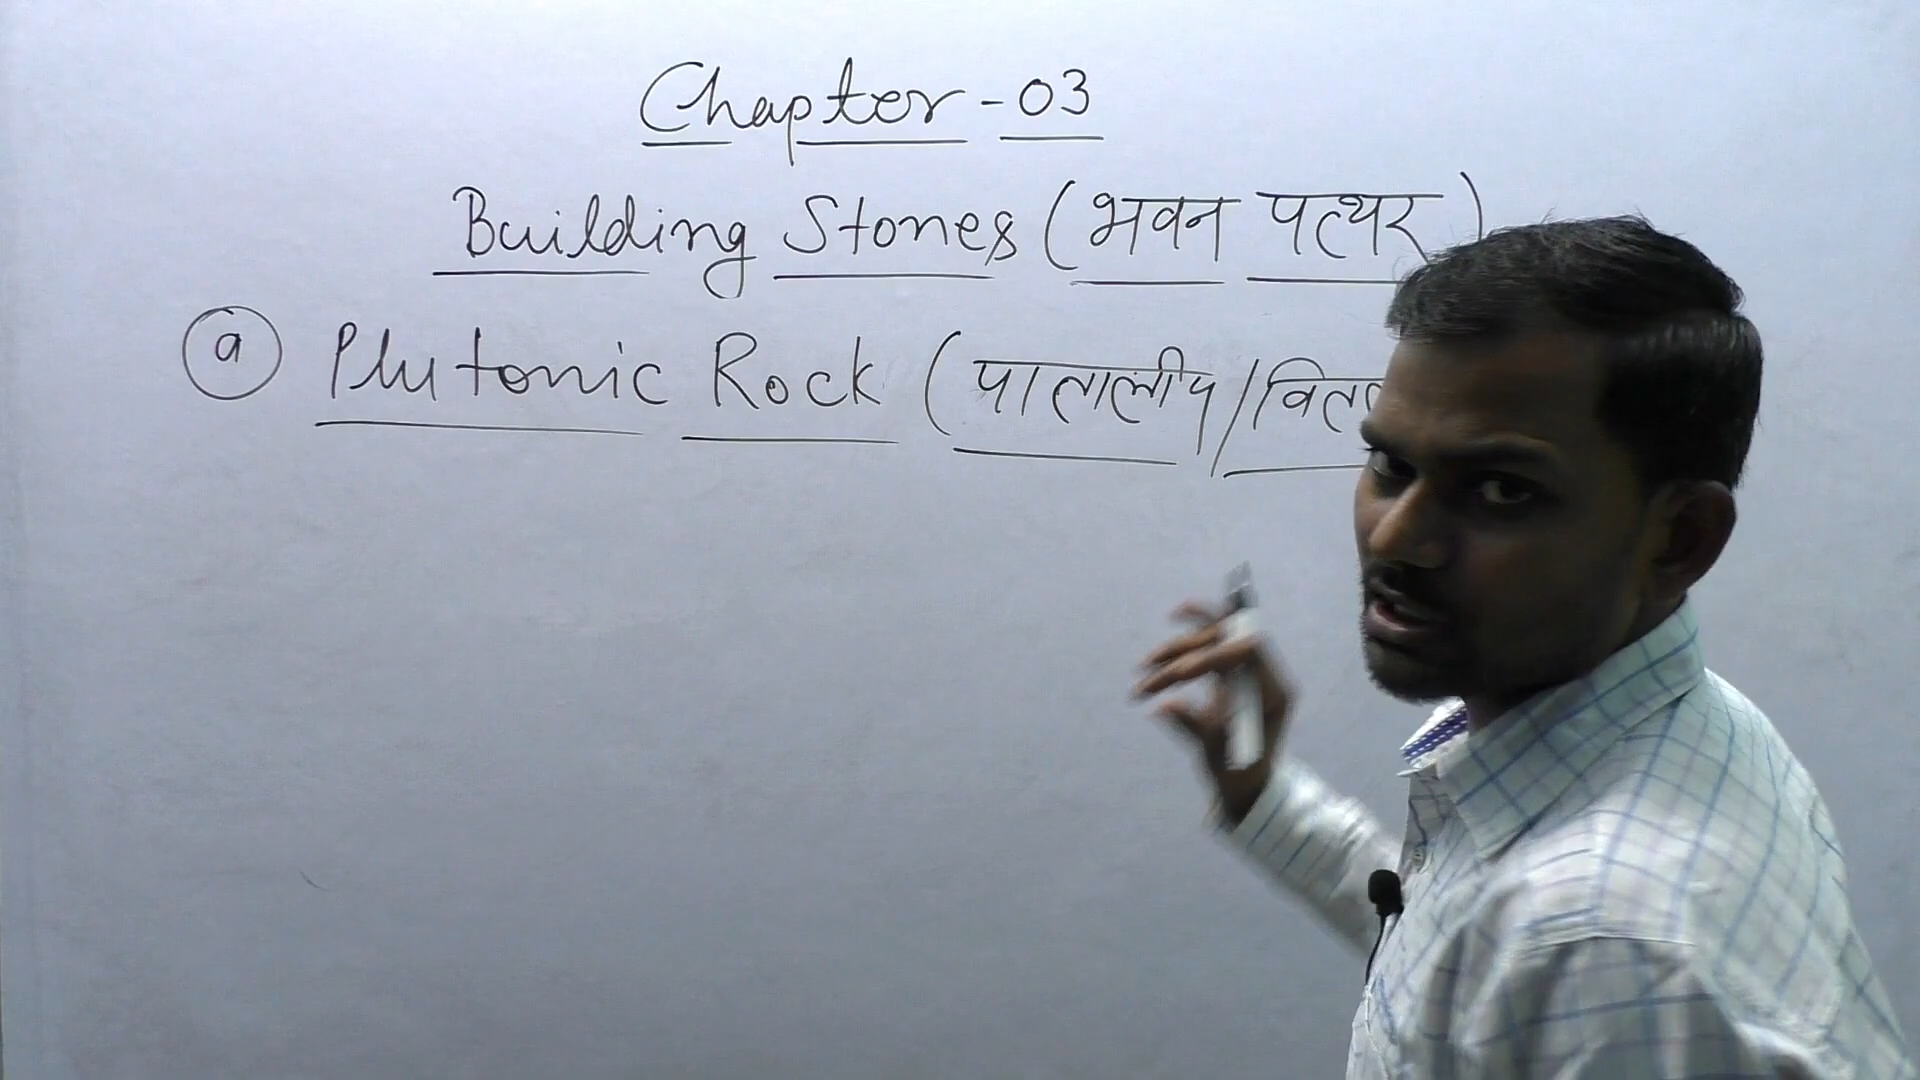 Chapter - 03
Building Stones (भवन पत्थर)
a Plutonic Rock (पातालीय/